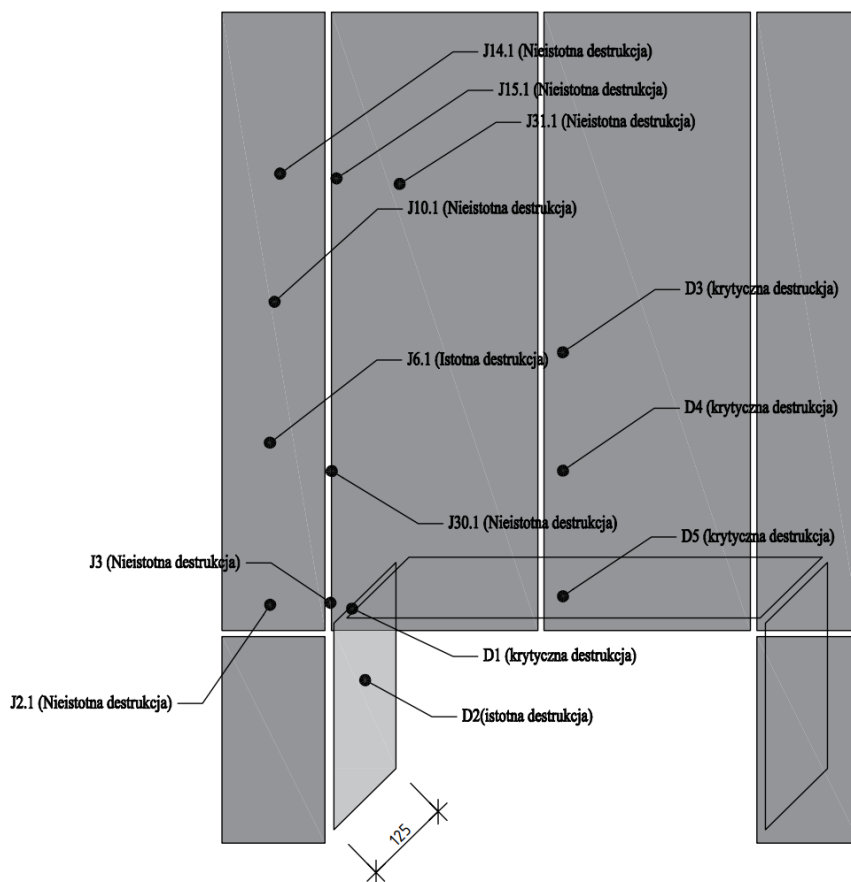 J14.1 (Nieistotna destrukcja)
J15.1 (Nieistotna destrukcja)
J31.1 (Nieistotna destrukcja)
J10.1 (Nieistotna destrukcja)
D3 (krytyczna destruckja)
J6.1 (Istotna destrukcja)
D4 (krytyczna destrukcja)
J30.1 (Nieistotna destrukcja)
D5 (krytyczna destrukcja)
J3 (Nieistotna destrukcja)
D1 (krytyczna destrukcja)
J2.1 (Nieistotna destrukcja)
D2(istotna destrukcja)
125